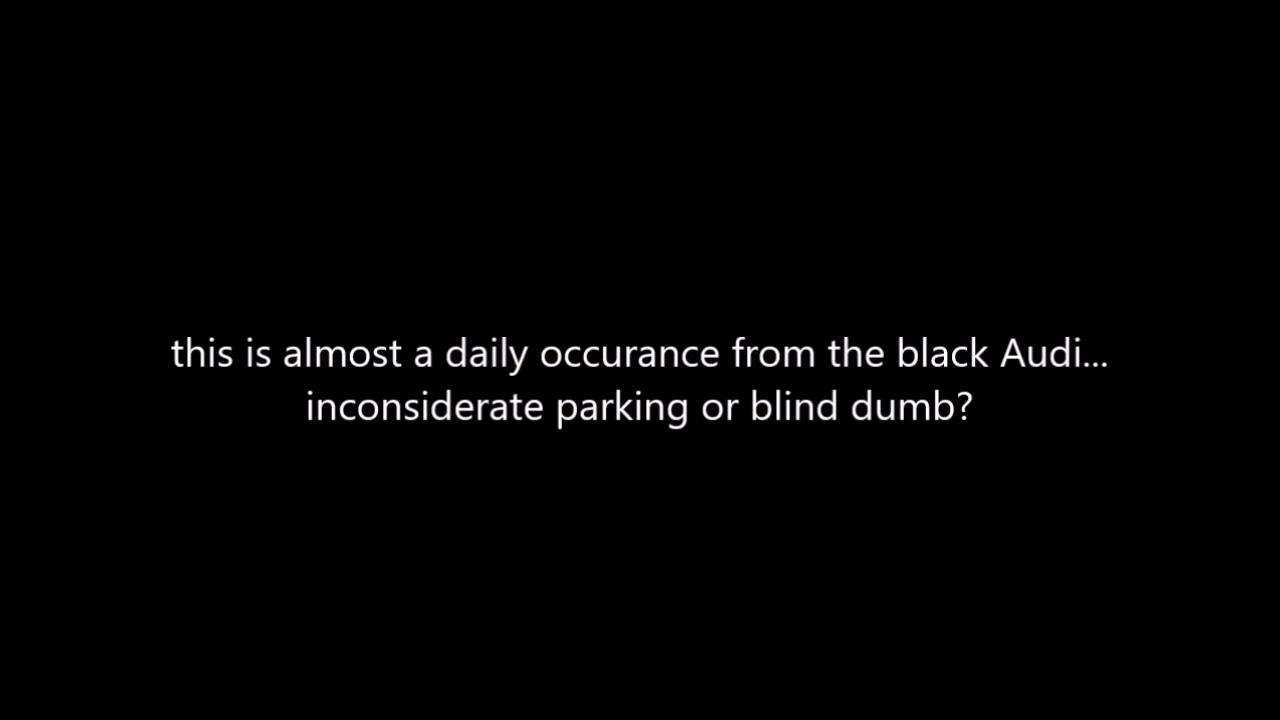 this is almost a daily occurance from the black Audi...
inconsiderate parking or blind dumb?